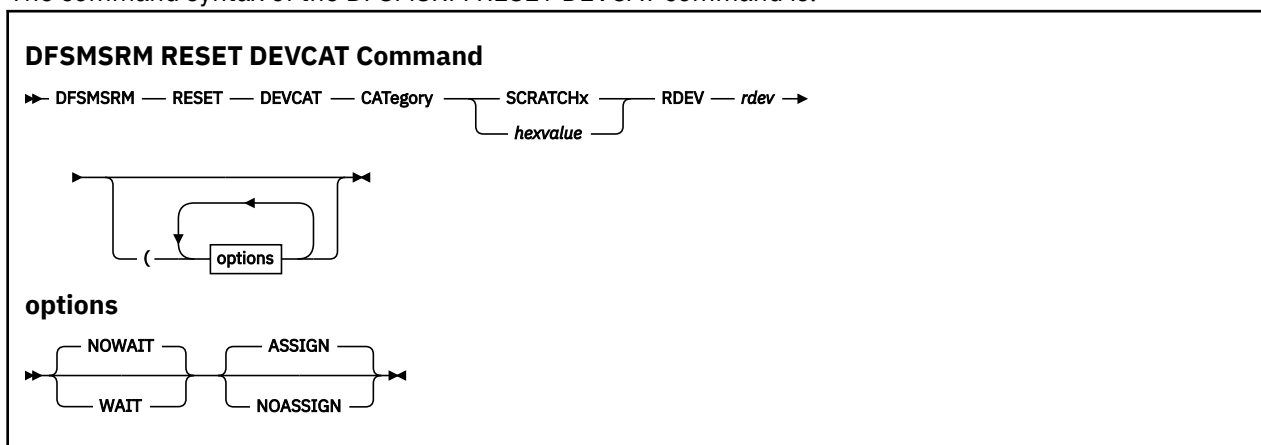 The command syntax of the DFSMSRM RESET DEVCAT command is:
DFSMSRM RESET DEVCAT Command
DFSMSRM RESET DEVCAT CATegory SCRATCHx RDEV rdev
hexvalue
( options
options
NOWAIT ASSIGN
WAIT NOASSIGN